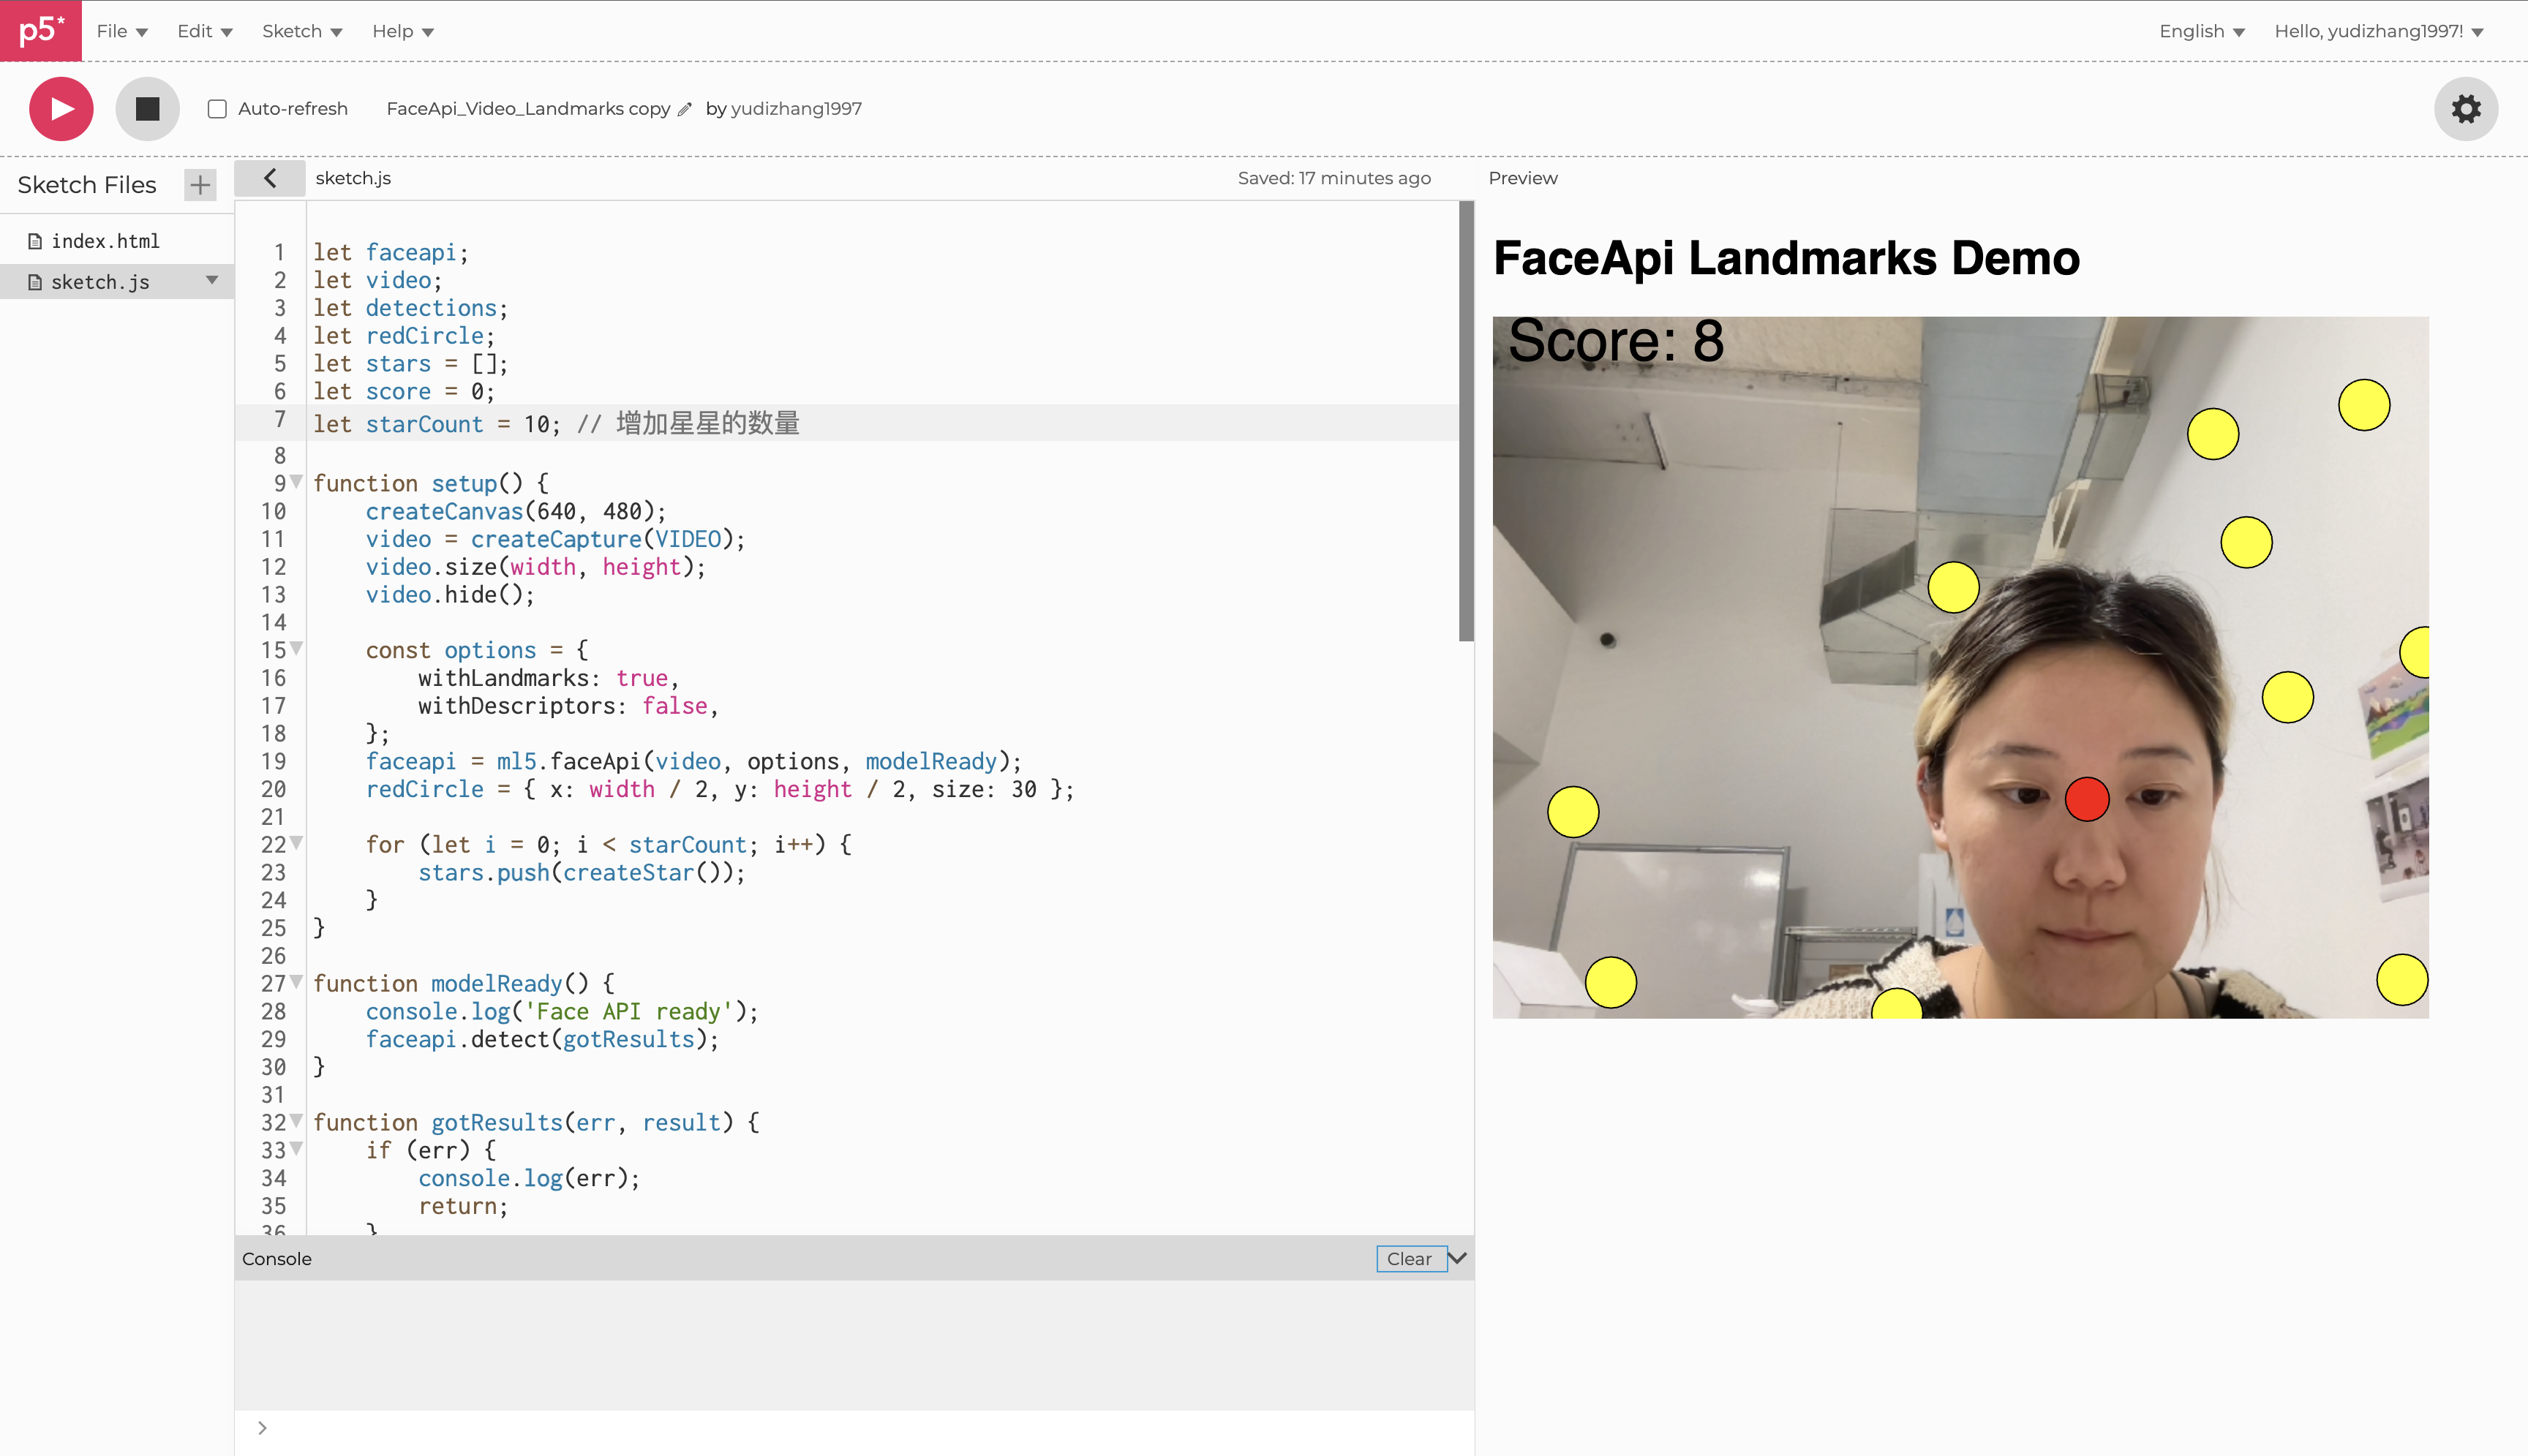 p5*
File Edit Sketch Help English Hello, yudizhang1997!
Auto-refresh FaceApi_Video_Landmarks copy by yudizhang1997
Sketch Files
index.html
sketch.js
sketch.js Saved: 17 minutes ago
1 let faceapi;
2 let video;
3 let detections;
4 let redCircle;
5 let stars = [];
6 let score = 0;
7 let starCount = 10; // 增加星星的数量
8
9 function setup() {
10 createCanvas(640, 480);
11 video = createCapture(VIDEO);
12 video.size(width, height);
13 video.hide();
14
15 const options = {
16 withLandmarks: true,
17 withDescriptors: false,
18 };
19 faceapi = ml5.faceApi(video, options, modelReady);
20 redCircle = { x: width / 2, y: height / 2, size: 30 };
21
22 for (let i = 0; i < starCount; i++) {
23 stars.push(createStar());
24 }
25 }
26
27 function modelReady() {
28 console.log('Face API ready');
29 faceapi.detect(gotResults);
30 }
31
32 function gotResults(err, result) {
33 if (err) {
34 console.log(err);
35 return;
36 }
Console Clear
>
Preview
FaceApi Landmarks Demo
Score: 8